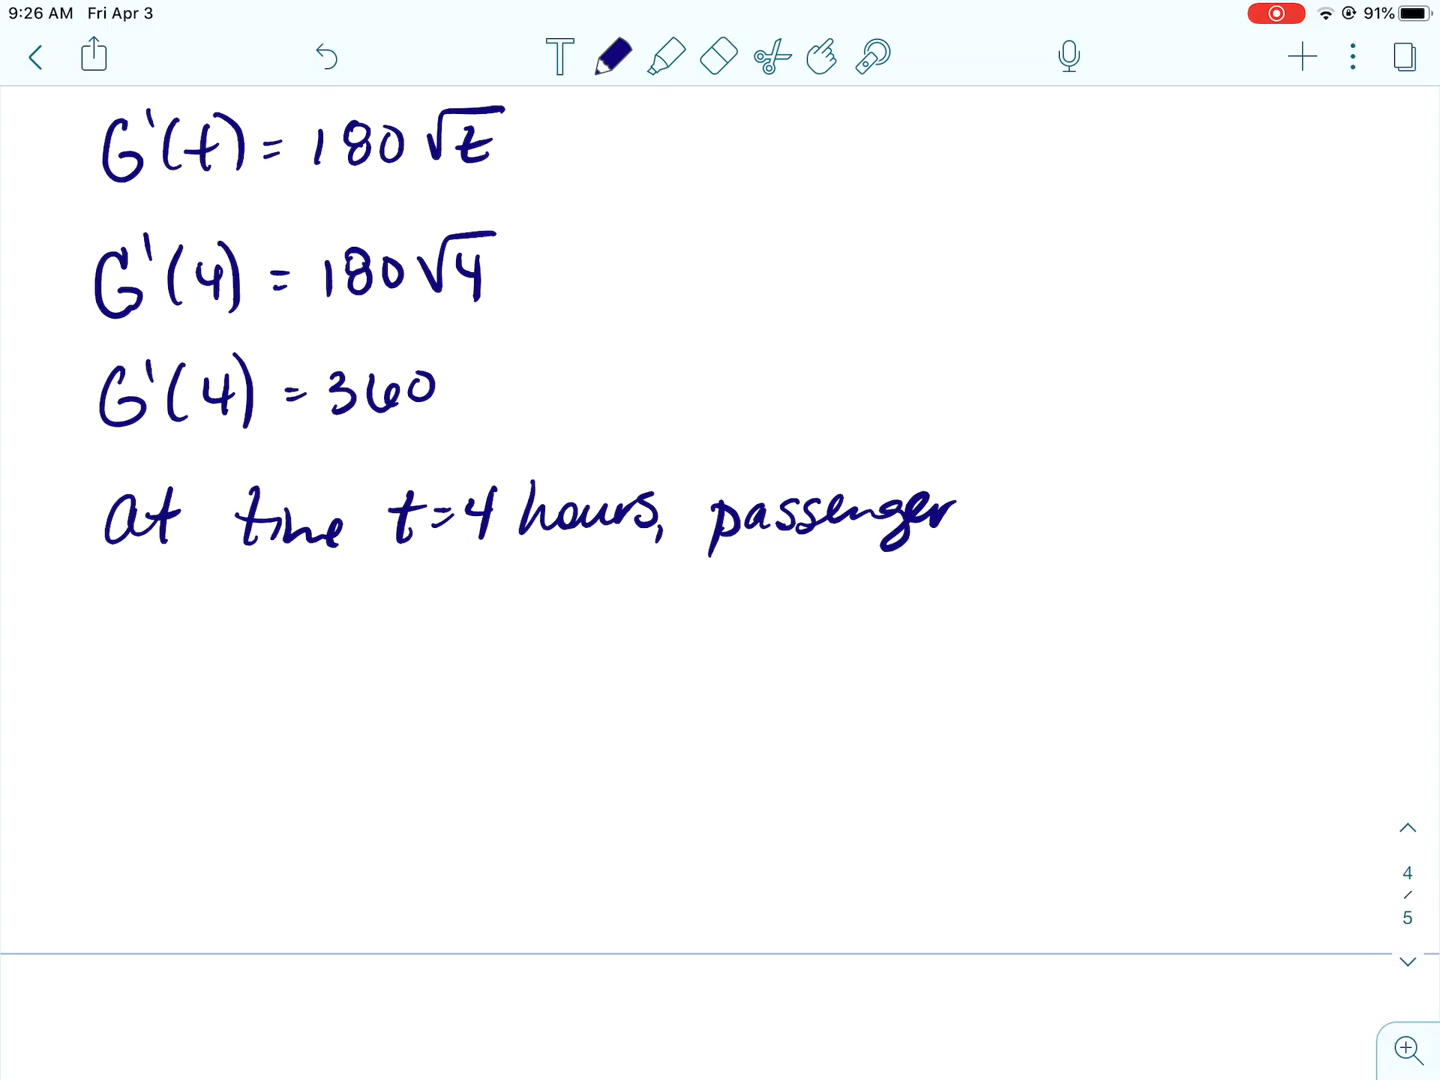 9:26 AM Fri Apr 3 91%
T
G'(t) = 180 √t
G'(4) = 180 √4
G'(4) = 360
at time t=4 hours, passenger
4
/
5